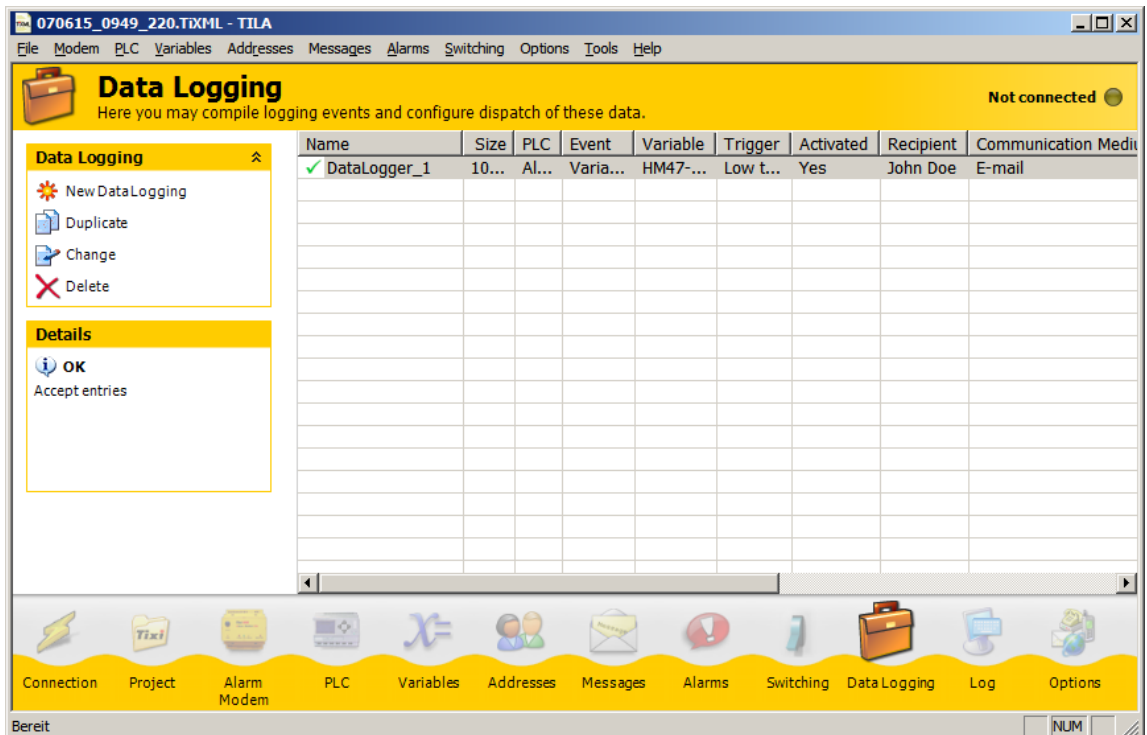 070615_0949_220.TiXML - TILA
File Modem PLC Variables Addresses Messages Alarms Switching Options Tools Help
Data Logging
Here you may compile logging events and configure dispatch of these data.
Not connected
Data Logging
New DataLogging
Duplicate
Change
Delete
Details
OK
Accept entries
Name Size PLC Event Variable Trigger Activated Recipient Communication Mediu
DataLogger_1 10... Al... Varia... HM47-... Low t... Yes John Doe E-mail
Tixi
Connection Project Alarm Modem PLC Variables Addresses Messages Alarms Switching Data Logging Log Options
Bereit NUM